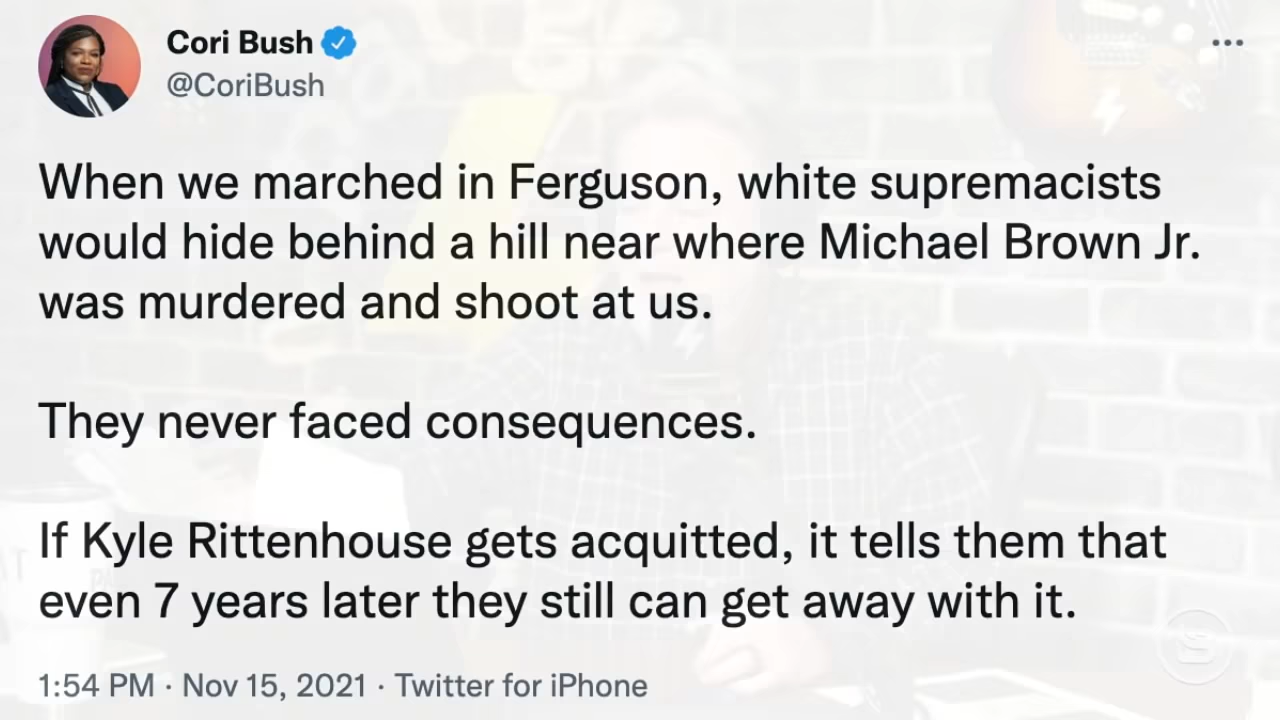 Cori Bush
@CoriBush
When we marched in Ferguson, white supremacists
would hide behind a hill near where Michael Brown Jr.
was murdered and shoot at us.
They never faced consequences.
If Kyle Rittenhouse gets acquitted, it tells them that
even 7 years later they still can get away with it.
1:54 PM · Nov 15, 2021 · Twitter for iPhone